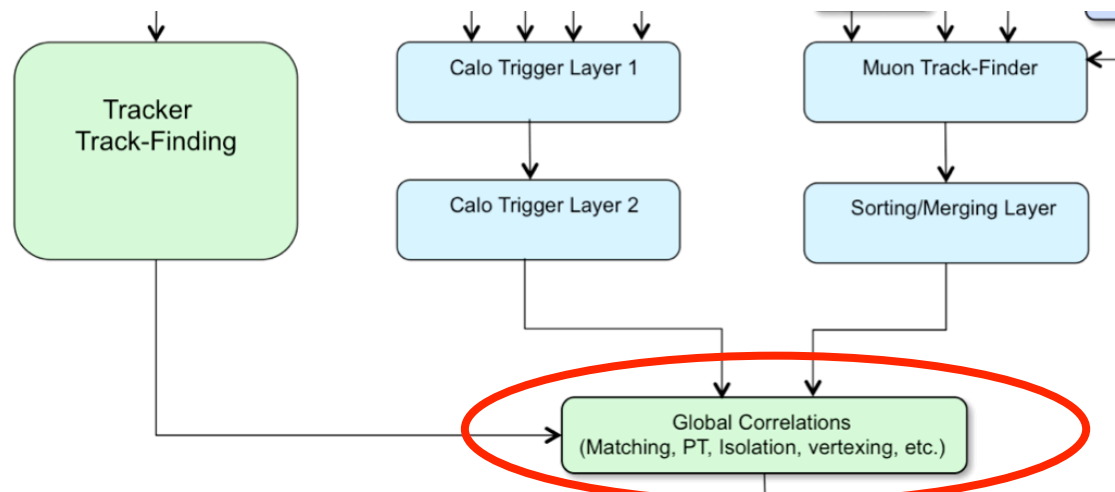 Tracker
Track-Finding
Calo Trigger Layer 1
Muon Track-Finder
Calo Trigger Layer 2
Sorting/Merging Layer
Global Correlations
(Matching, PT, Isolation, vertexing, etc.)